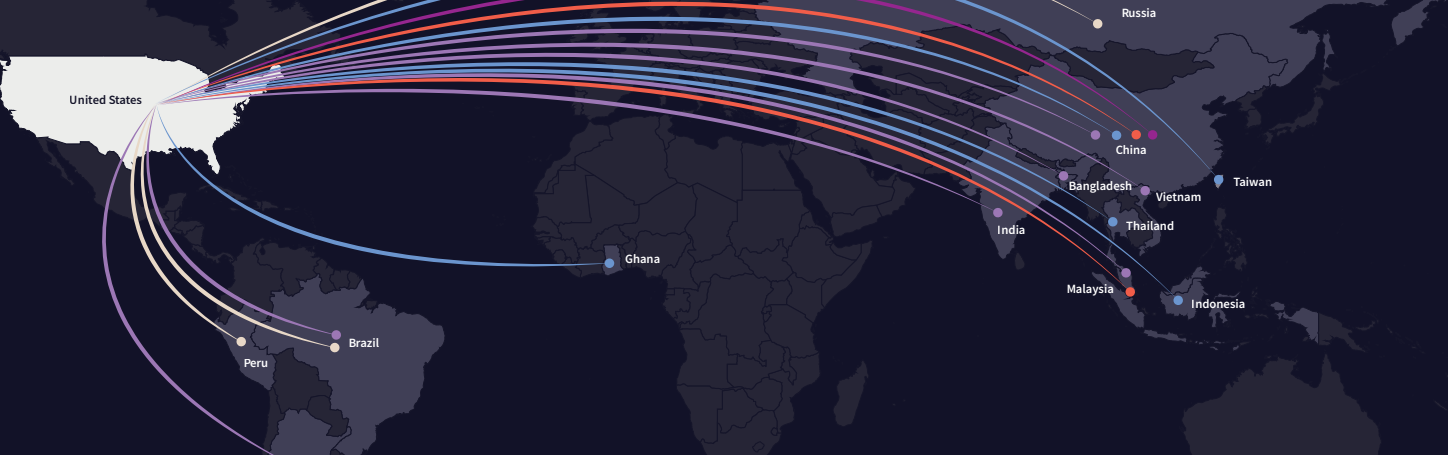 Russia
United States
China
Bangladesh
Taiwan
Vietnam
Thailand
India
Ghana
Malaysia
Indonesia
Brazil
Peru